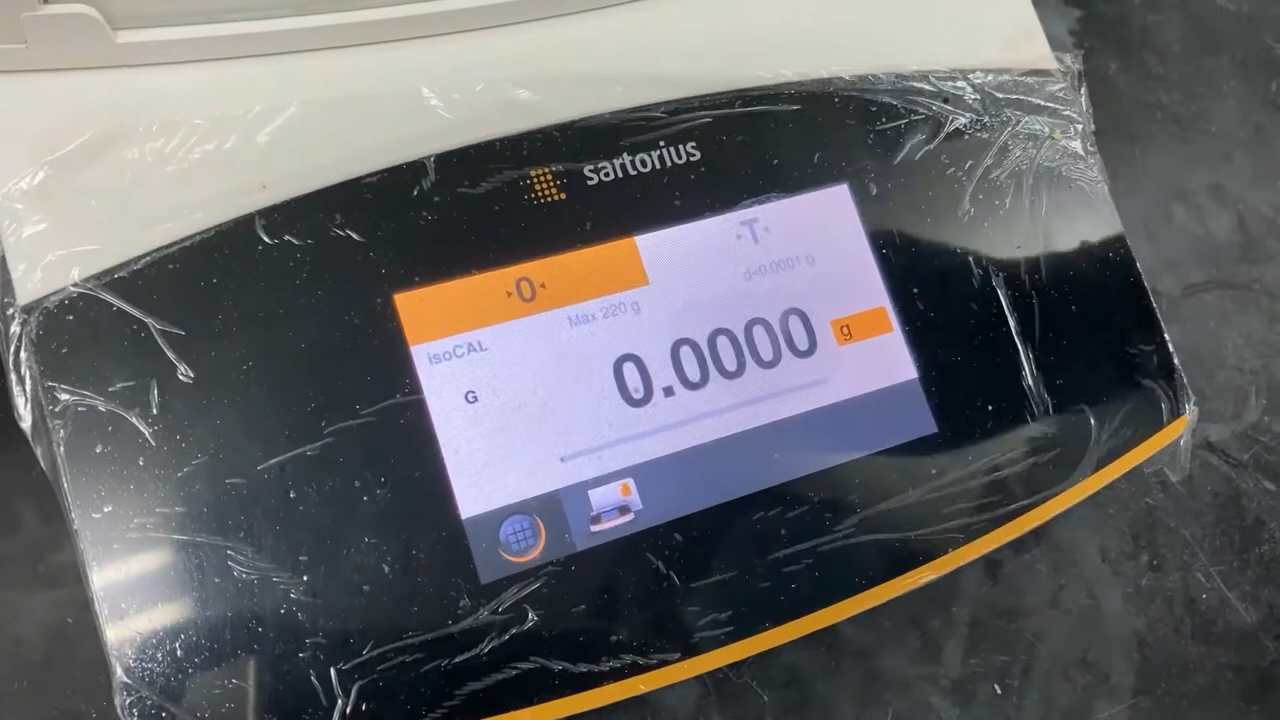 sartorius
0
T
Max 220 g
d=0.0001 g
isoCAL
G
0.0000 g